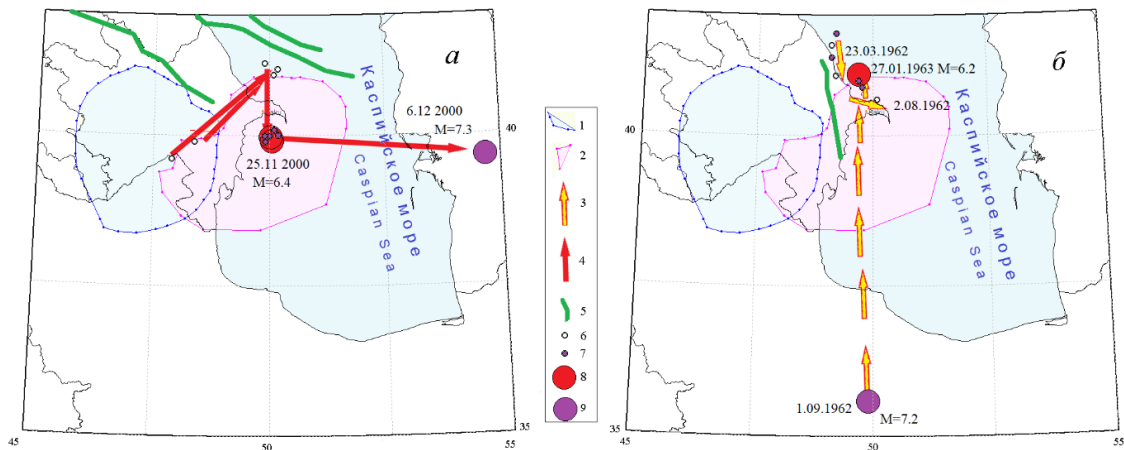 а
Каспийское море
Caspian Sea
6.12 2000
M=7.3
25.11 2000
M=6.4
40
35
45
50
55
1
2
3
4
5
6
7
8
9
б
23.03.1962
27.01.1963 M=6.2
2.08.1962
Каспийское море
Caspian Sea
1.09.1962
M=7.2
40
35
45
50
55